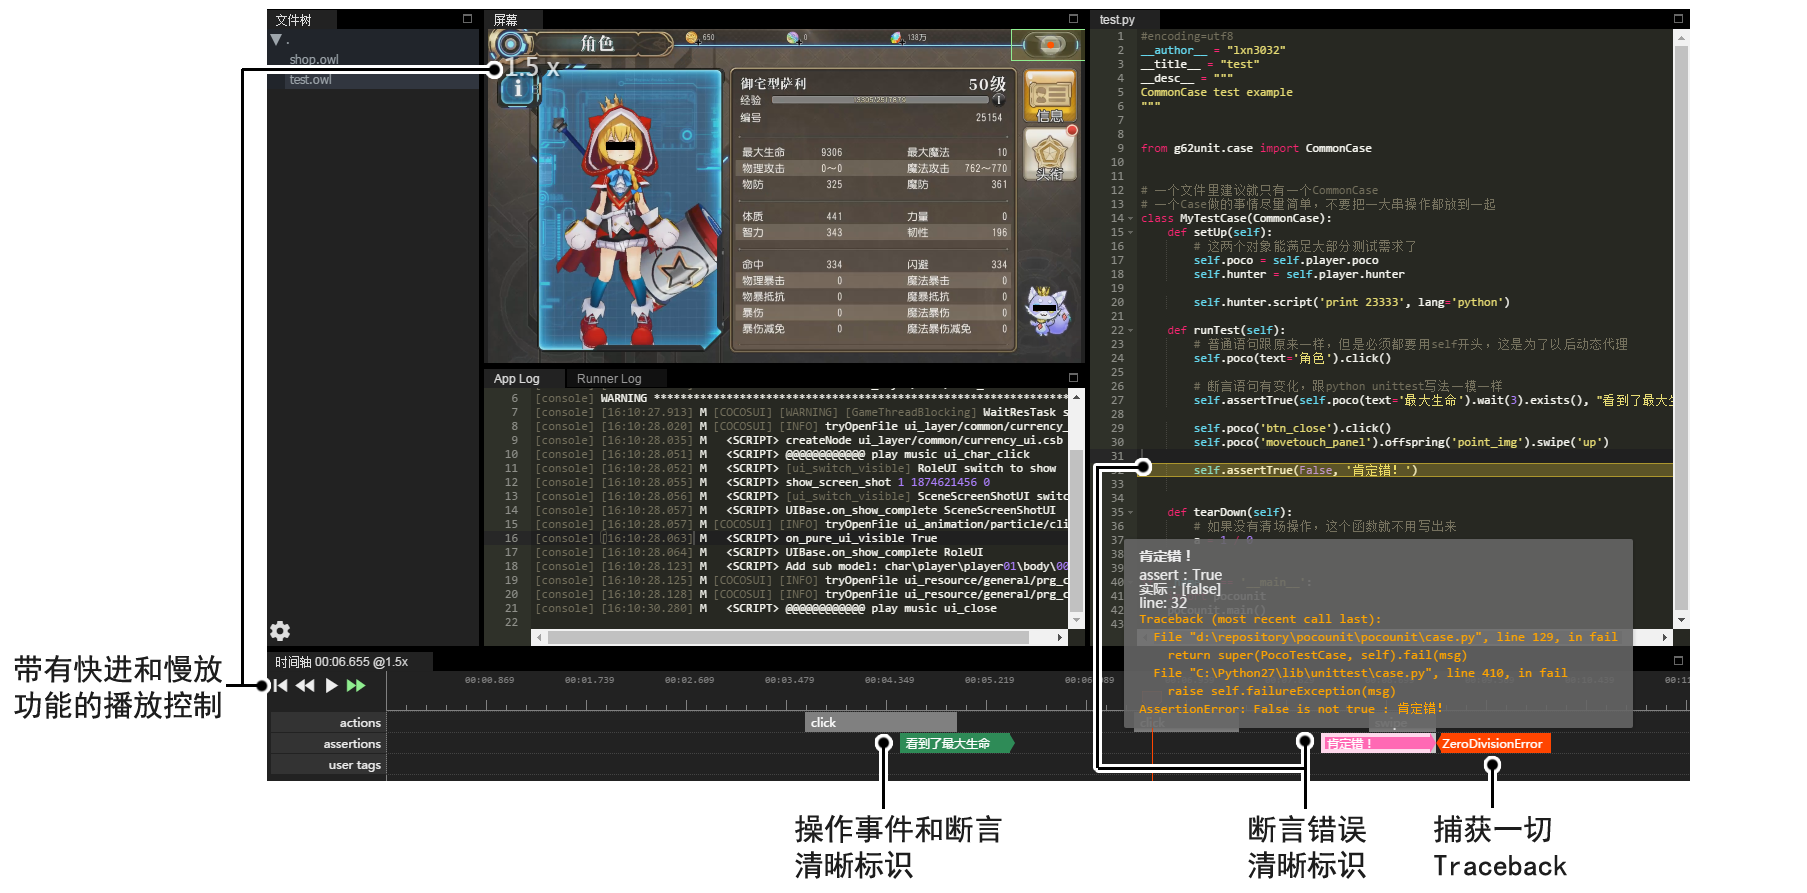 文件树
.
shop.owl
test.owl
屏幕
角色
650
0
138万
1.5 x
御宅型萨利
50级
经验
编号
25154
最大生命 9306 最大魔法 10
物理攻击 0~0 魔法攻击 762~770
物防 325 魔防 361
体质 441 力量 0
智力 343 韧性 196
命中 334 闪避 334
物理暴击 0 魔法暴击 0
物暴抵抗 0 魔暴抵抗 0
暴伤 0 魔法暴伤 0
暴伤减免 0 魔法暴伤减免 0
信息
头衔
App Log
Runner Log
6 [console] WARNING
7 [console] [16:10:27.913] M [COCOSUI] [WARNING] [GameThreadBlocking] WaitResTask s
8 [console] [16:10:28.020] M [COCOSUI] [INFO] tryOpenFile ui_layer/common/currency_
9 [console] [16:10:28.035] M <SCRIPT> createNode ui_layer/common/currency_ui.csb
10 [console] [16:10:28.051] M <SCRIPT> @@@@@@@@@@@@ play music ui_char_click
11 [console] [16:10:28.052] M <SCRIPT> [ui_switch_visible] RoleUI switch to show
12 [console] [16:10:28.055] M <SCRIPT> show_screen_shot 1 1874621456 0
13 [console] [16:10:28.056] M <SCRIPT> [ui_switch_visible] SceneScreenShotUI switc
14 [console] [16:10:28.057] M <SCRIPT> UIBase.on_show_complete SceneScreenShotUI
15 [console] [16:10:28.057] M [COCOSUI] [INFO] tryOpenFile ui_animation/particle/cli
16 [console] [16:10:28.063] M <SCRIPT> on_pure_ui_visible True
17 [console] [16:10:28.064] M <SCRIPT> UIBase.on_show_complete RoleUI
18 [console] [16:10:28.123] M <SCRIPT> Add sub model: char\player\player01\body\00
19 [console] [16:10:28.125] M [COCOSUI] [INFO] tryOpenFile ui_resource/general/prg_c
20 [console] [16:10:28.128] M [COCOSUI] [INFO] tryOpenFile ui_resource/general/prg_c
21 [console] [16:10:30.280] M <SCRIPT> @@@@@@@@@@@@ play music ui_close
22
test.py
1 #encoding=utf8
2 __author__ = "lxn3032"
3 __title__ = "test"
4 __desc__ = """
5 CommonCase test example
6 """
7
8
9 from g62unit.case import CommonCase
10
11
12 # 一个文件里建议就只有一个CommonCase
13 # 一个Case做的事情尽量简单，不要把一大串操作都放到一起
14 class MyTestCase(CommonCase):
15 def setUp(self):
16 # 这两个对象能满足大部分测试需求了
17 self.poco = self.player.poco
18 self.hunter = self.player.hunter
19
20 self.hunter.script('print 23333', lang='python')
21
22 def runTest(self):
23 # 普通语句跟原来一样，但是必须都要用self开头，这是为了以后动态代理
24 self.poco(text='角色').click()
25
26 # 断言语句有变化，跟python unittest写法一模一样
27 self.assertTrue(self.poco(text='最大生命').wait(3).exists(), "看到了最大生
28
29 self.poco('btn_close').click()
30 self.poco('movetouch_panel').offspring('point_img').swipe('up')
31
32 self.assertTrue(False, '肯定错！')
33
34
35 def tearDown(self):
36 # 如果没有清场操作，这个函数就不用写出来
37
38
39
40 '__main__':
41 pocounit
42 pocounit.main()
43
肯定错！
assert : True
实际 : [false]
line: 32
Traceback (most recent call last):
File "d:\repository\pocounit\pocounit\case.py", line 129, in fail
return super(PocoTestCase, self).fail(msg)
File "C:\Python27\lib\unittest\case.py", line 410, in fail
raise self.failureException(msg)
AssertionError: False is not true : 肯定错！
时间轴 00:06.655 @1.5x
00:00.869 00:01.739 00:02.609 00:03.479 00:04.349 00:05.219
actions
click
click
swipe
assertions
看到了最大生命
肯定错！
ZeroDivisionError
user tags
带有快进和慢放
功能的播放控制
操作事件和断言
清晰标识
断言错误
清晰标识
捕获一切
Traceback